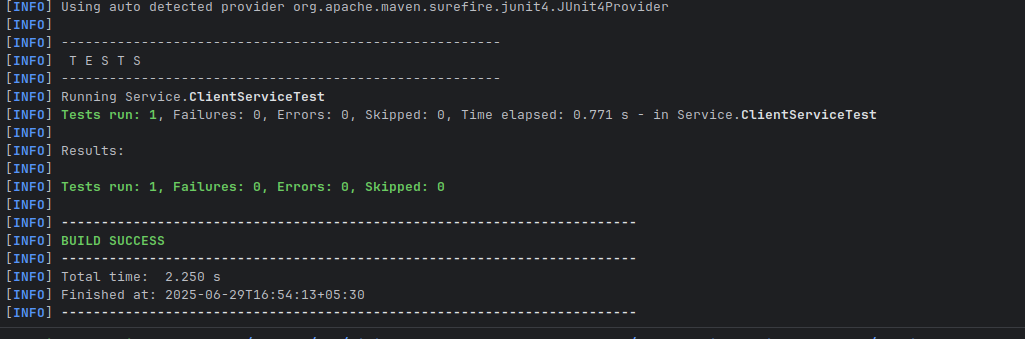 [INFO] Using auto detected provider org.apache.maven.surefire.junit4.JUnit4Provider
[INFO]
[INFO] -------------------------------------------------------
[INFO]  T E S T S
[INFO] -------------------------------------------------------
[INFO] Running Service.ClientServiceTest
[INFO] Tests run: 1, Failures: 0, Errors: 0, Skipped: 0, Time elapsed: 0.771 s - in Service.ClientServiceTest
[INFO]
[INFO] Results:
[INFO]
[INFO] Tests run: 1, Failures: 0, Errors: 0, Skipped: 0
[INFO]
[INFO] ------------------------------------------------------------------------
[INFO] BUILD SUCCESS
[INFO] ------------------------------------------------------------------------
[INFO] Total time:  2.250 s
[INFO] Finished at: 2025-06-29T16:54:13+05:30
[INFO] ------------------------------------------------------------------------